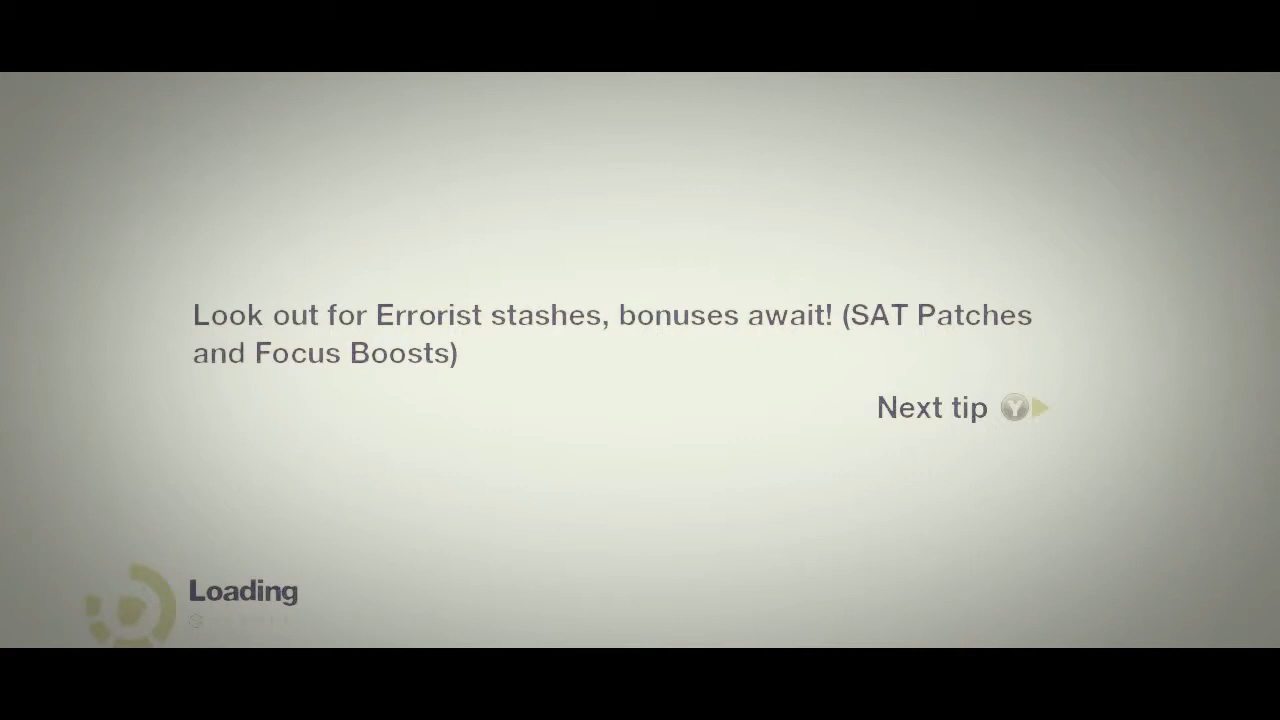 Look out for Errorist stashes, bonuses await! (SAT Patches
and Focus Boosts)
Next tip Y
Loading